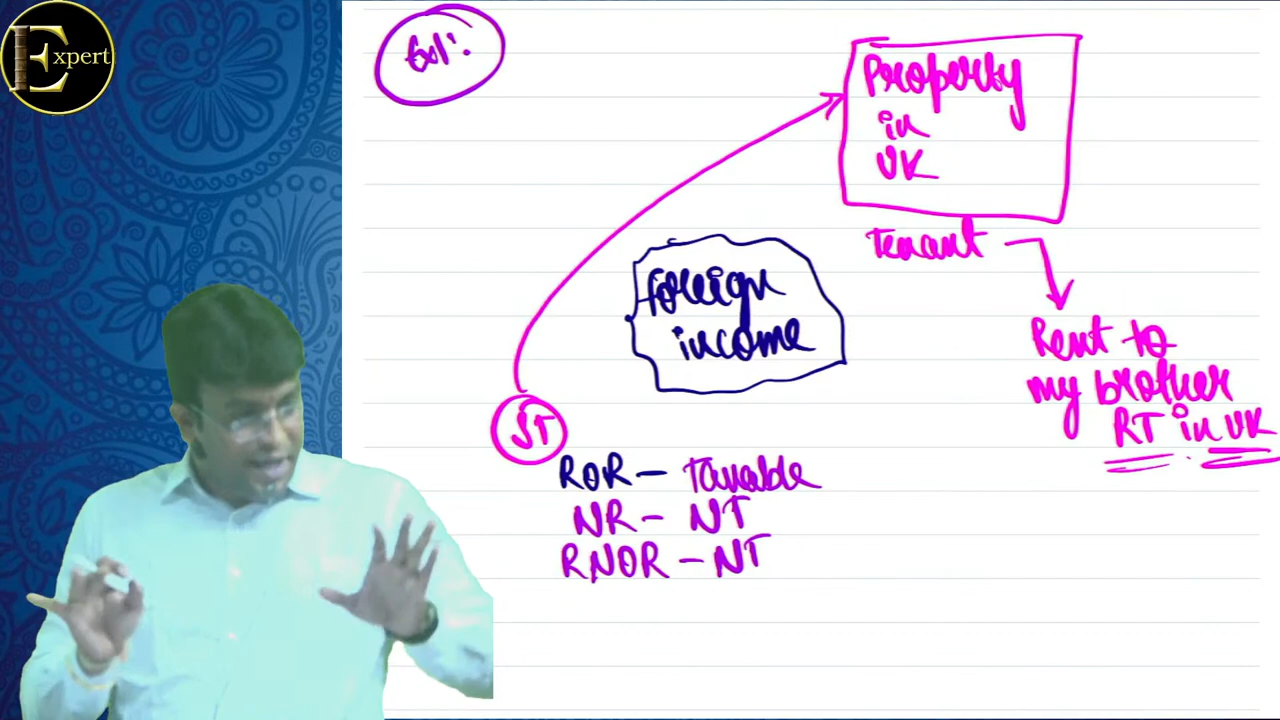 Expert
Ex1:
Property
in
UK
Tenant
Rent to
my brother
RT in UK
foreign
income
ST
ROR - Taxable
NR - NT
RNOR - NT